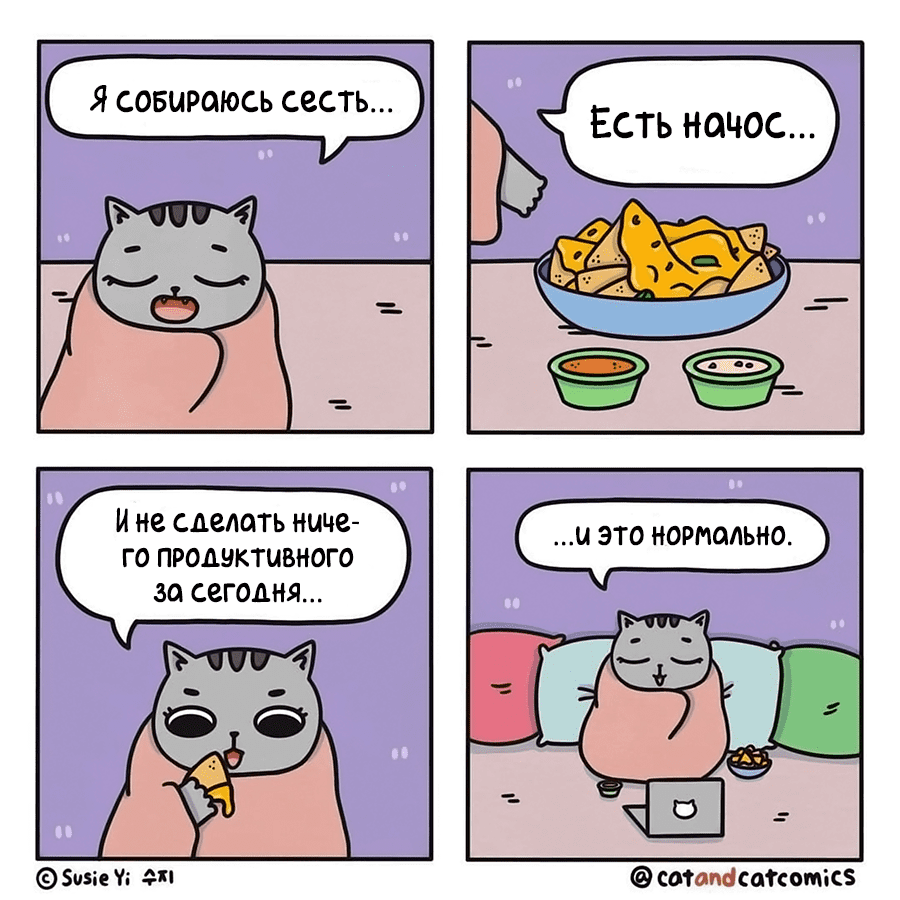 Я собираюсь сесть...
Есть начос...
И не сделать ниче-
го продуктивного
за сегодня...
...и это нормально.
© Susie Yi 수지
@catandcatcomics